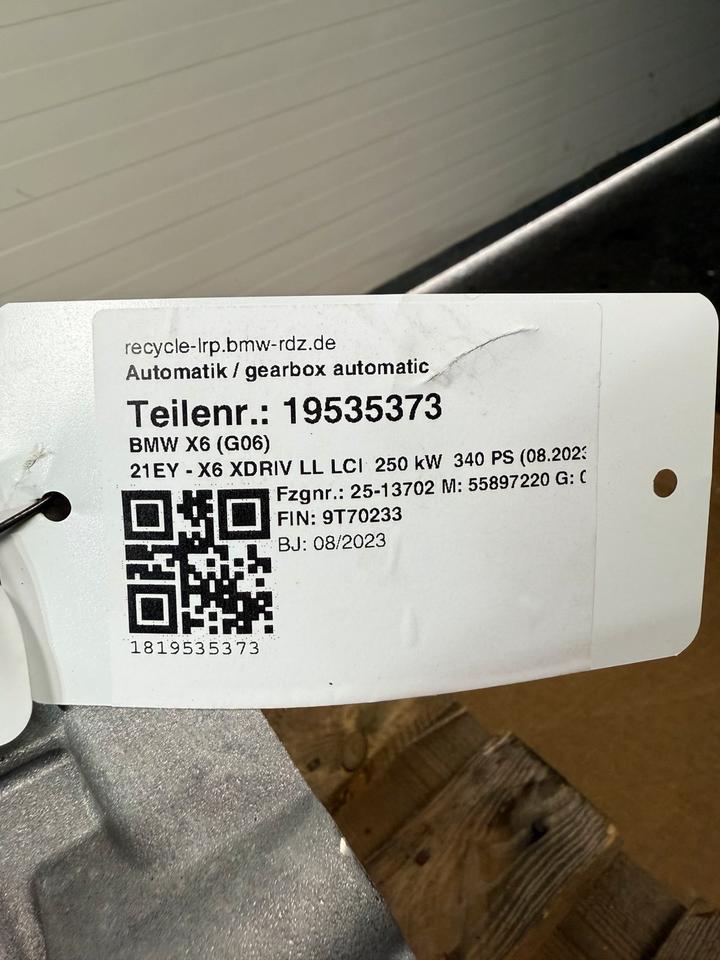 recycle-lrp.bmw-rdz.de
Automatik / gearbox automatic
Teilenr.: 19535373
BMW X6 (G06)
21EY - X6 XDRIV LL LCI 250 kW 340 PS (08.2023
Fzgnr.: 25-13702 M: 55897220 G:
FIN: 9T70233
BJ: 08/2023
1819535373